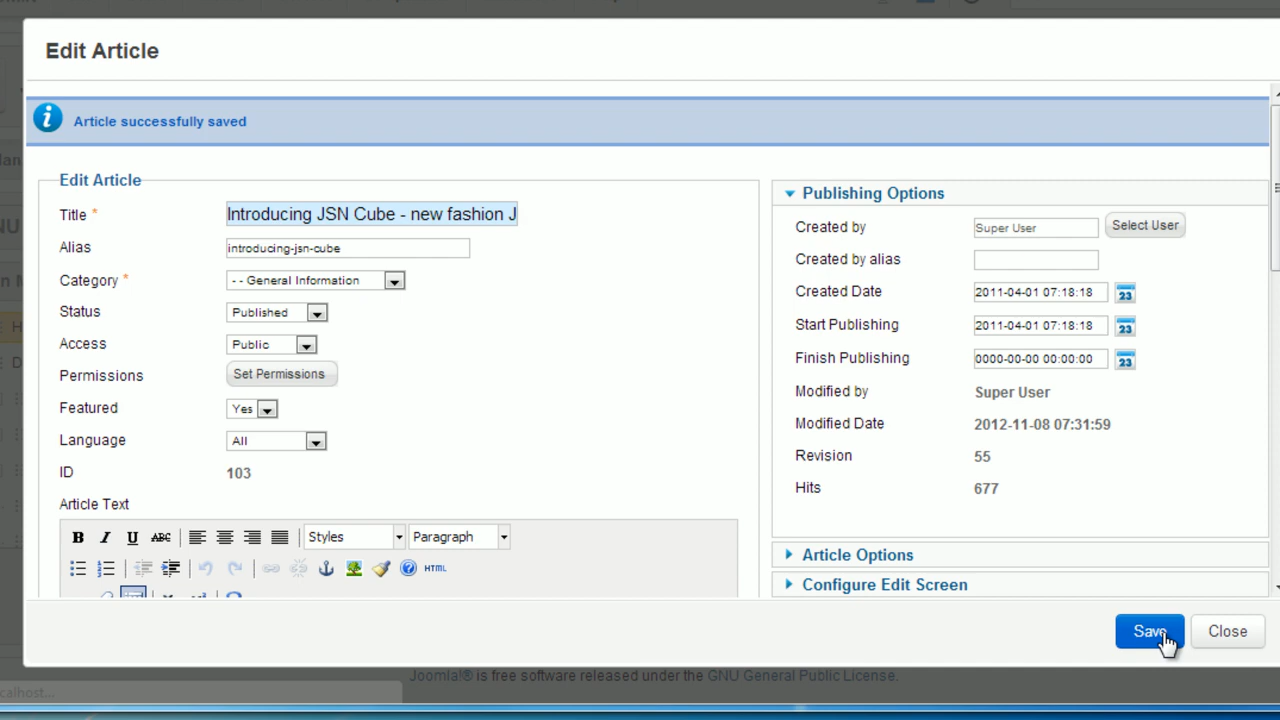 Edit Article
Article successfully saved
Edit Article
Title *
Introducing JSN Cube - new fashion J
Alias
introducing-jsn-cube
Category *
- - General Information
Status
Published
Access
Public
Permissions
Set Permissions
Featured
Yes
Language
All
ID
103
Article Text
B I U ABC
Styles
Paragraph
HTML
Publishing Options
Created by
Super User
Select User
Created by alias
Created Date
2011-04-01 07:18:18
23
Start Publishing
2011-04-01 07:18:18
23
Finish Publishing
0000-00-00 00:00:00
23
Modified by
Super User
Modified Date
2012-11-08 07:31:59
Revision
55
Hits
677
Article Options
Configure Edit Screen
Save
Close
Joomla!® is free software released under the GNU General Public License.
calhost...